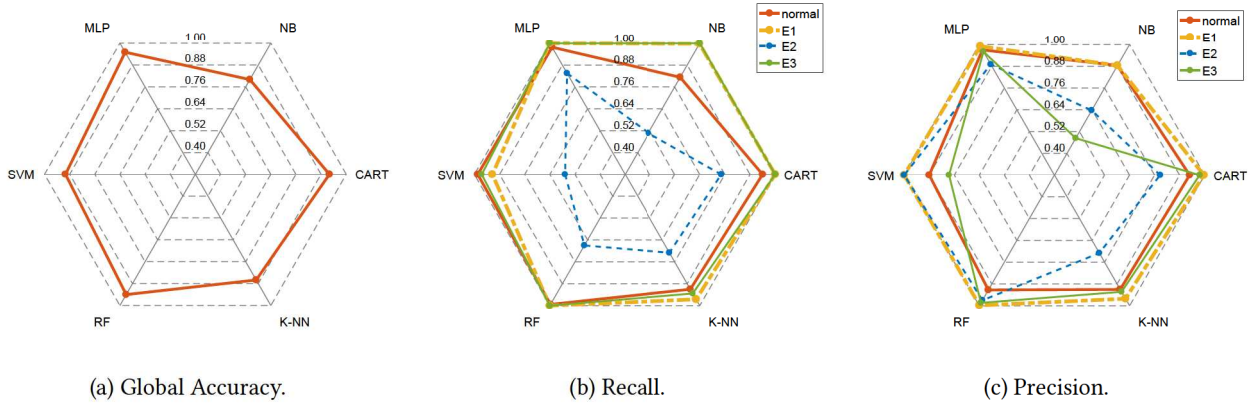 MLP
NB
1.00
0.88
0.76
0.64
0.52
0.40
SVM
CART
RF
K-NN
(a) Global Accuracy.
normal
E1
E2
E3
MLP
NB
1.00
0.88
0.76
0.64
0.52
0.40
SVM
CART
RF
K-NN
(b) Recall.
normal
E1
E2
E3
MLP
NB
1.00
0.88
0.76
0.64
0.52
0.40
SVM
CART
RF
K-NN
(c) Precision.